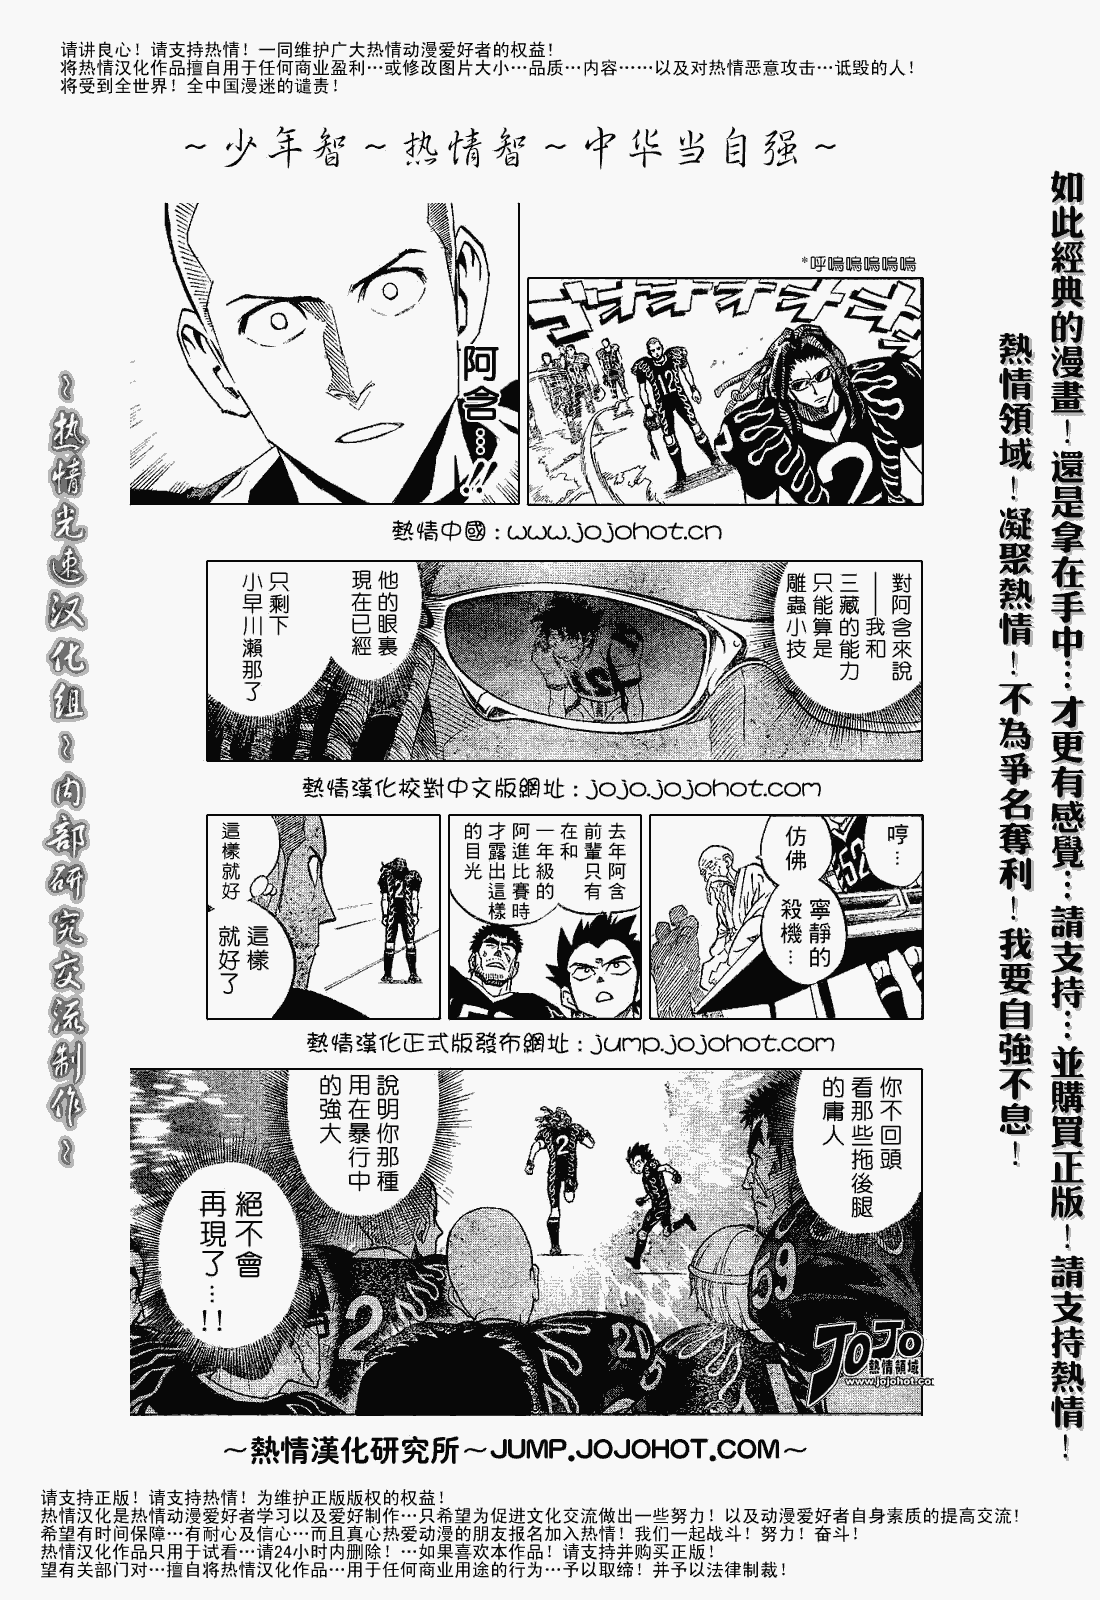 请讲良心！请支持热情！一同维护广大热情动漫爱好者的权益！
将热情汉化作品擅自用于任何商业盈利…或修改图片大小…品质…内容……以及对热情恶意攻击…诋毁的人！
将受到全世界！全中国漫迷的谴责！
～少年智～热情智～中华当自强～
如此經典的漫畫！還是拿在手中…才更有感覺…請支持…並購買正版！請支持熱情！
熱情領域！凝聚熱情！不為爭名奪利！我要自強不息！
～热情光速汉化组～内部研究交流制作～
*呼嗚嗚嗚嗚嗚
ゴオオオオオ
12
2
阿含…!!
熱情中國：www.jojohot.cn
對阿含來說
——我和
三藏的能力
只能算是
雕蟲小技
他的眼裏
現在已經
只剩下
小早川瀨那了
熱情漢化校對中文版網址：jojo.jojohot.com
哼…
52
仿佛
寧靜的
殺機…
去年阿含
前輩只有
在和
一年級的
阿進比賽時
才露出這樣
的目光
2
這樣就好
這樣
就好了
熱情漢化正式版發布網址：jump.jojohot.com
你不回頭
看那些拖後腿
的庸人
2
說明你那種
用在暴行中
的強大
絕不會
再現了…!!
59
2
20
5
JoJo
熱情領域
www.jojohot.com
～熱情漢化研究所～JUMP.JOJOHOT.COM～
请支持正版！请支持热情！为维护正版版权的权益！
热情汉化是热情动漫爱好者学习以及爱好制作…只希望为促进文化交流做出一些努力！以及动漫爱好者自身素质的提高交流！
希望有时间保障…有耐心及信心…而且真心热爱动漫的朋友报名加入热情！我们一起战斗！努力！奋斗！
热情汉化作品只用于试看…请24小时内删除！…如果喜欢本作品！请支持并购买正版！
望有关部门对…擅自将热情汉化作品…用于任何商业用途的行为…予以取缔！并予以法律制裁！